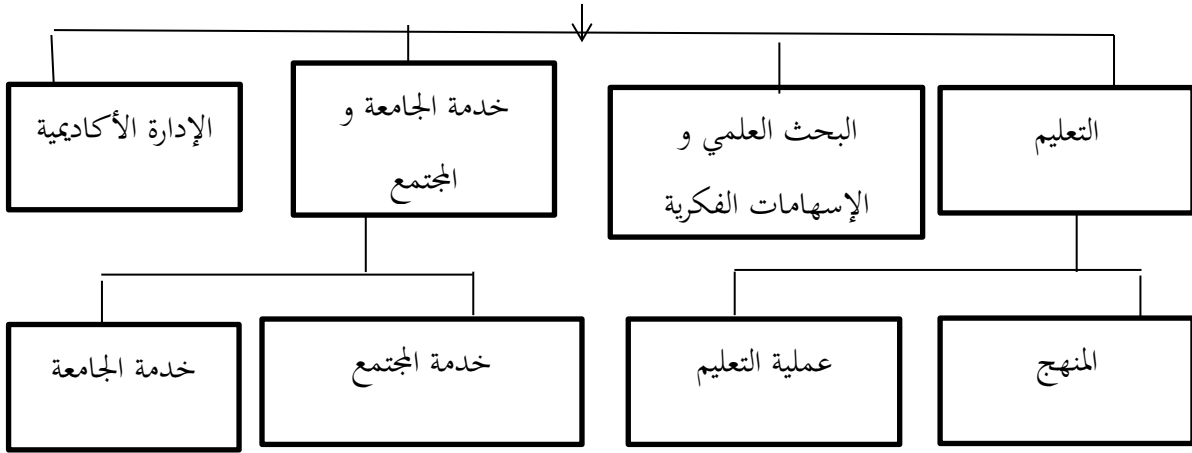 التعليم
البحث العلمي و
الإسهامات الفكرية
خدمة الجامعة و
المجتمع
الإدارة الأكاديمية
المنهج
عملية التعليم
خدمة المجتمع
خدمة الجامعة